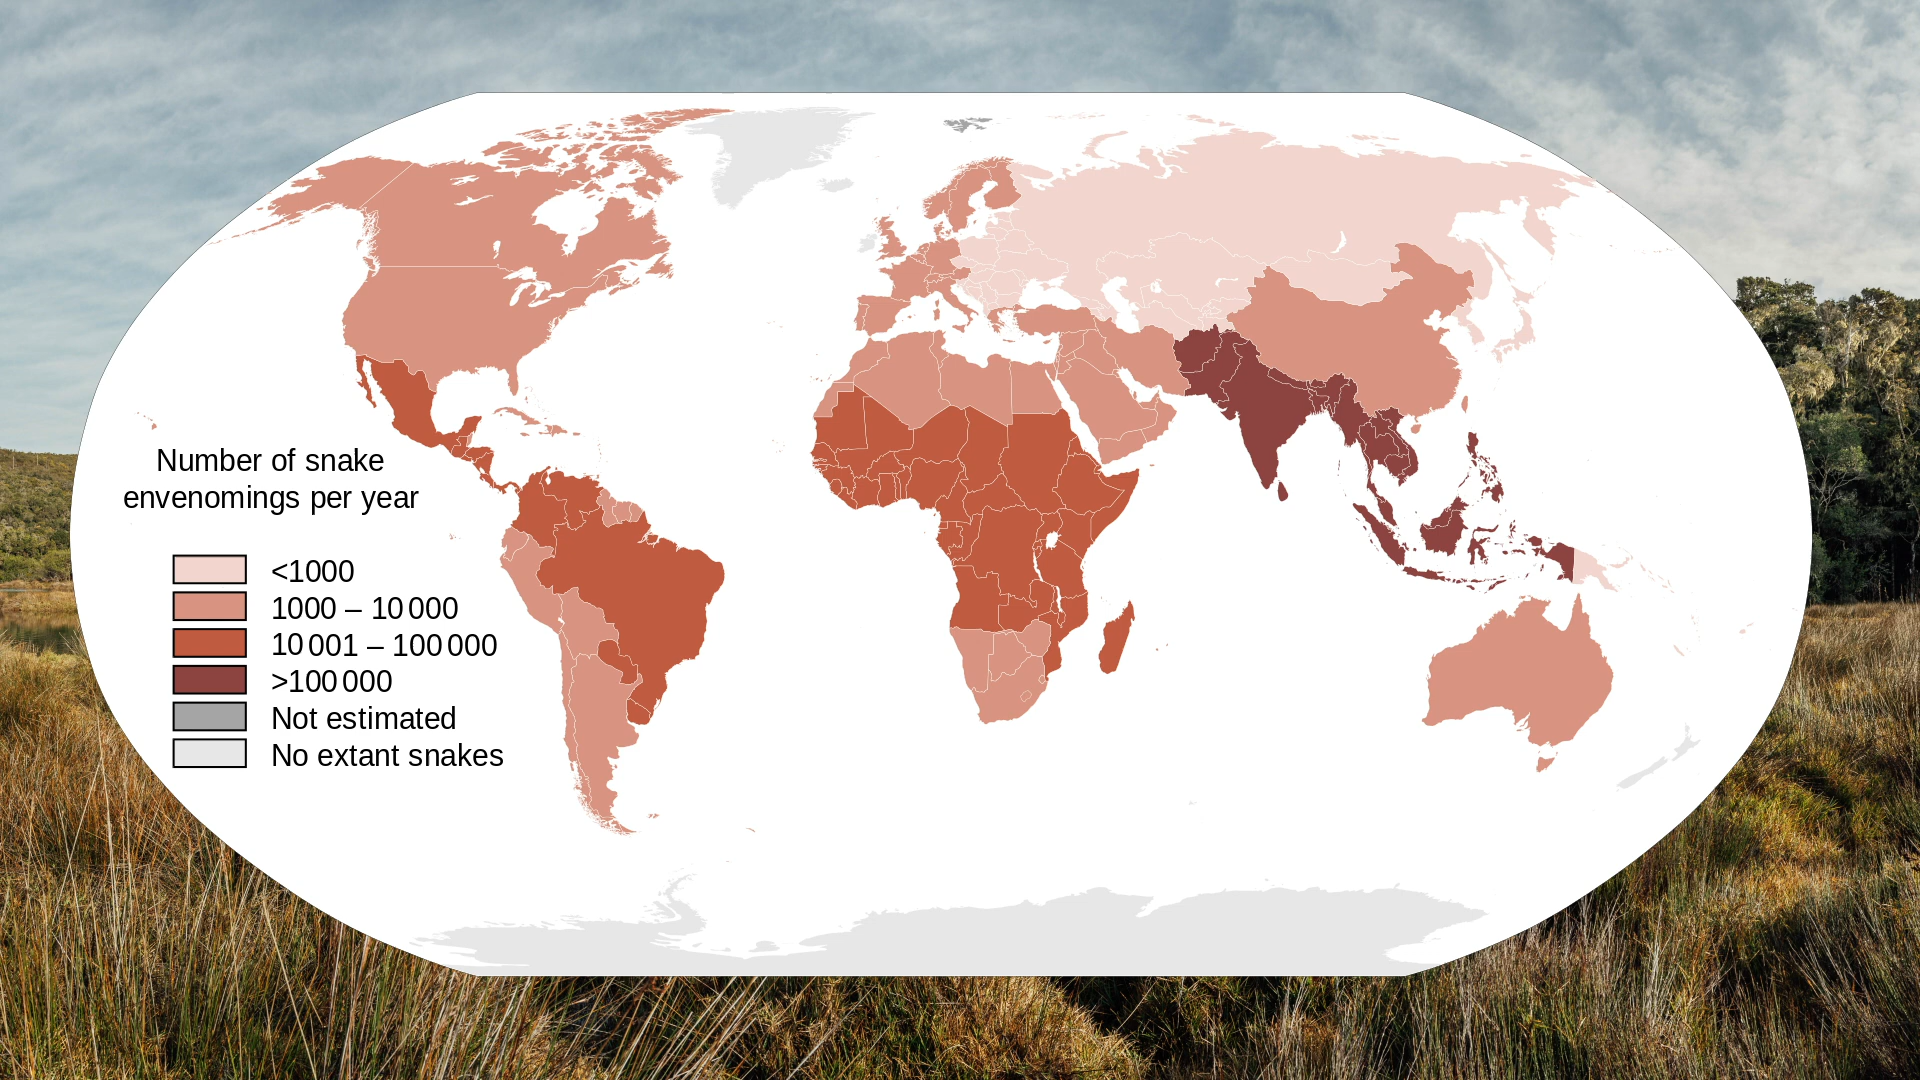 Number of snake
envenomings per year
<1000
1000 – 10 000
10 001 – 100 000
>100 000
Not estimated
No extant snakes